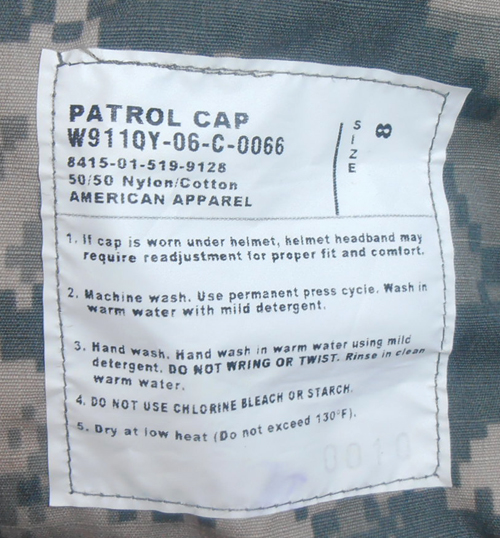 PATROL CAP
W911QY-06-C-0066
8415-01-519-9128
50/50 Nylon/Cotton
AMERICAN APPAREL
SIZE
8
1. If cap is worn under helmet, helmet headband may
require readjustment for proper fit and comfort.
2. Machine wash. Use permanent press cycle. Wash in
warm water with mild detergent.
3. Hand wash. Hand wash in warm water using mild
detergent. DO NOT WRING OR TWIST. Rinse in clean
warm water.
4. DO NOT USE CHLORINE BLEACH OR STARCH.
5. Dry at low heat (Do not exceed 130°F).
0010